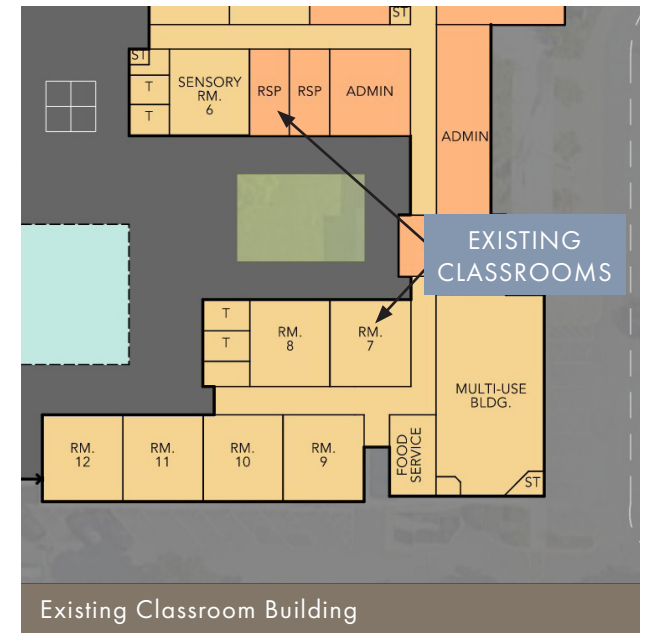 ST
ST
T
T
SENSORY
RM.
6
RSP
RSP
ADMIN
ADMIN
EXISTING
CLASSROOMS
T
T
RM.
8
RM.
7
MULTI-USE
BLDG.
RM.
12
RM.
11
RM.
10
RM.
9
FOOD
SERVICE
ST
Existing Classroom Building